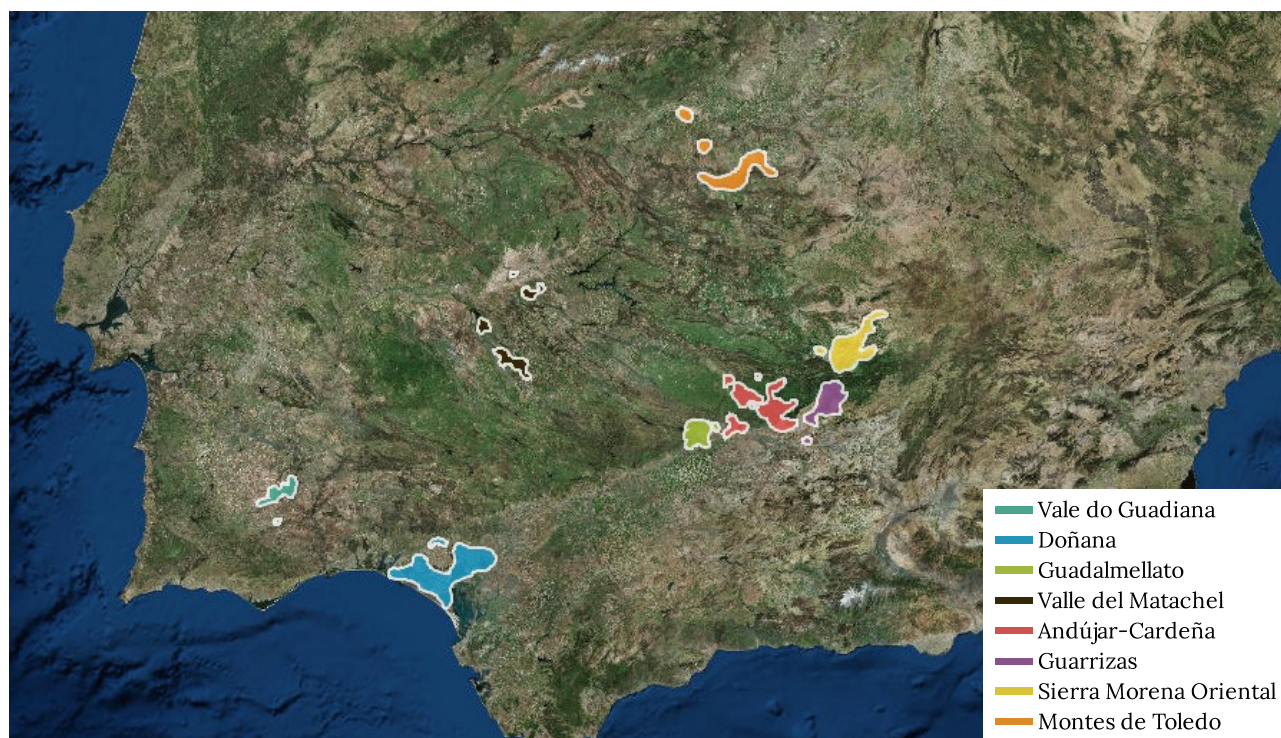 Vale do Guadiana
Doñana
Guadalmellato
Valle del Matachel
Andújar-Cardeña
Guarrizas
Sierra Morena Oriental
Montes de Toledo